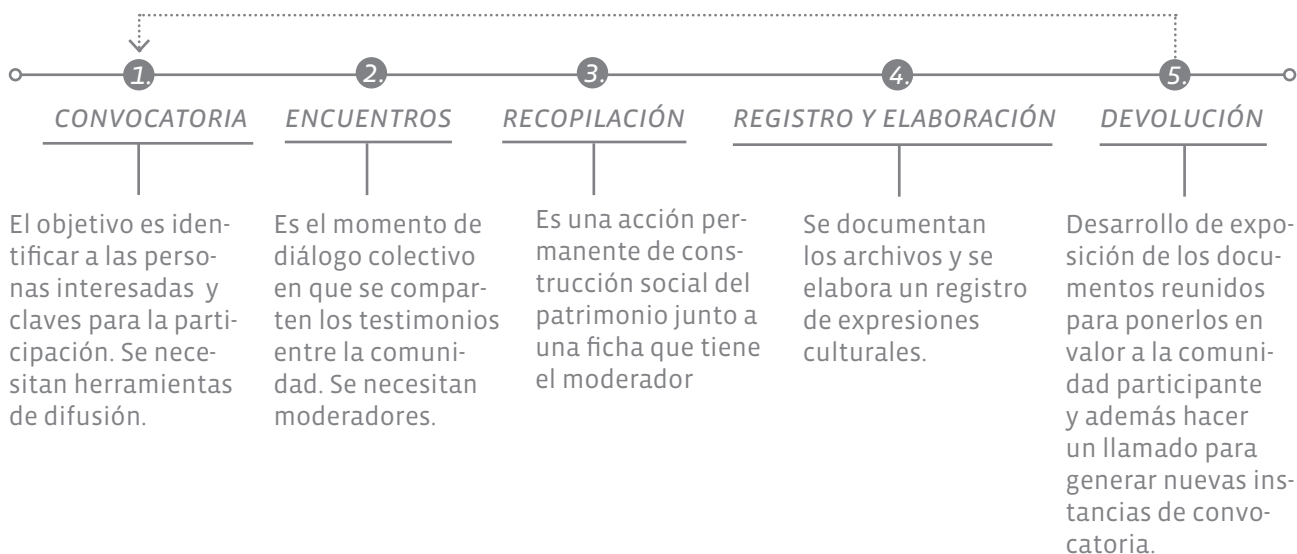 1.
CONVOCATORIA
El objetivo es iden-
tificar a las perso-
nas interesadas y
claves para la parti-
cipación. Se nece-
sitan herramientas
de difusión.
2.
ENCUENTROS
Es el momento de
diálogo colectivo
en que se compar-
ten los testimonios
entre la comuni-
dad. Se necesitan
moderadores.
3.
RECOPILACIÓN
Es una acción per-
manente de cons-
trucción social del
patrimonio junto a
una ficha que tiene
el moderador
4.
REGISTRO Y ELABORACIÓN
Se documentan
los archivos y se
elabora un registro
de expresiones
culturales.
5.
DEVOLUCIÓN
Desarrollo de expo-
sición de los docu-
mentos reunidos
para ponerlos en
valor a la comuni-
dad participante
y además hacer
un llamado para
generar nuevas ins-
tancias de convo-
catoria.